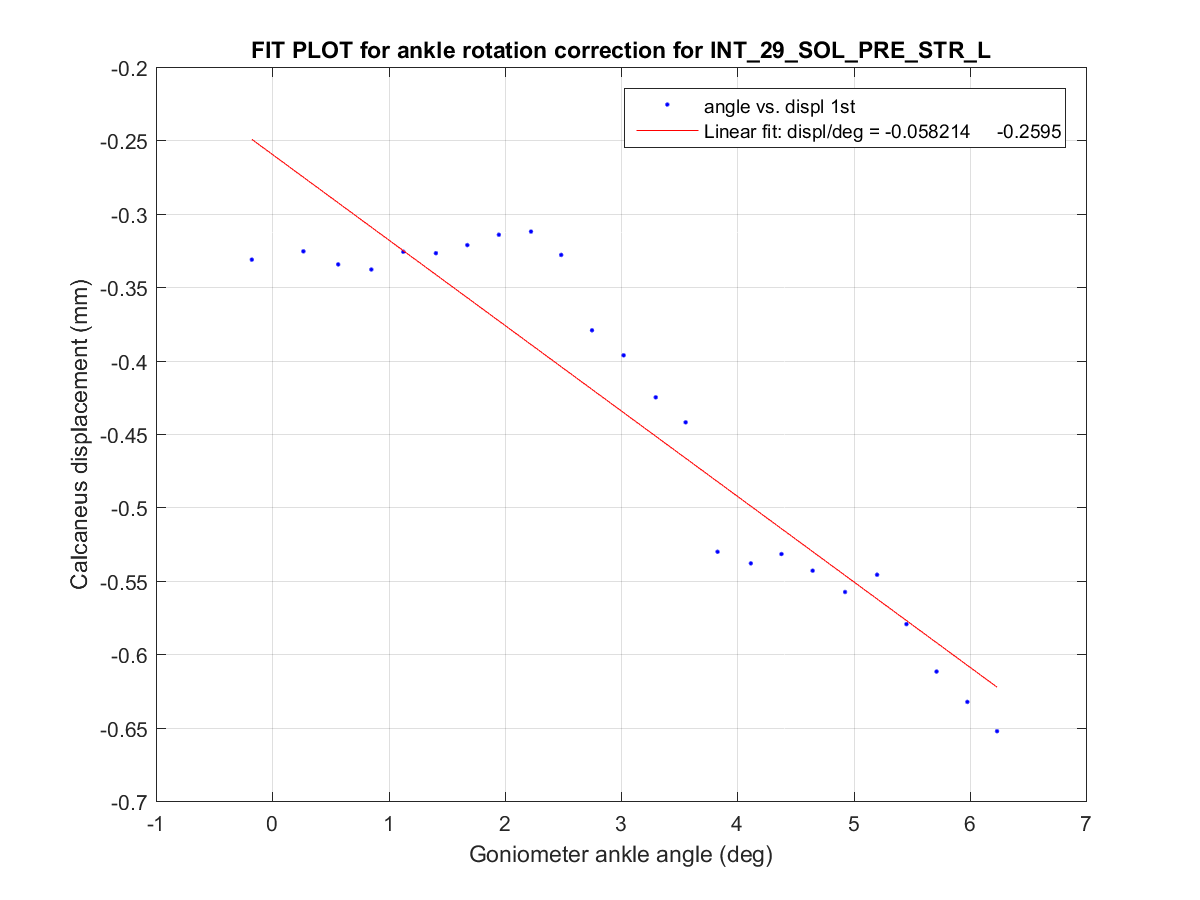 FIT PLOT for ankle rotation correction for INT_29_SOL_PRE_STR_L
angle vs. displ 1st
Linear fit: displ/deg = -0.058214 -0.2595
-0.2
-0.25
-0.3
-0.35
-0.4
-0.45
-0.5
-0.55
-0.6
-0.65
-0.7
Calcaneus displacement (mm)
-1 0 1 2 3 4 5 6 7
Goniometer ankle angle (deg)